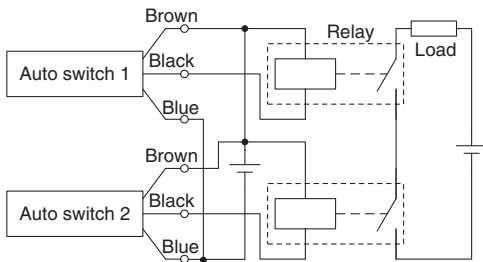 Brown
Relay
Load
Auto switch 1
Black
Blue
Brown
Auto switch 2
Black
Blue